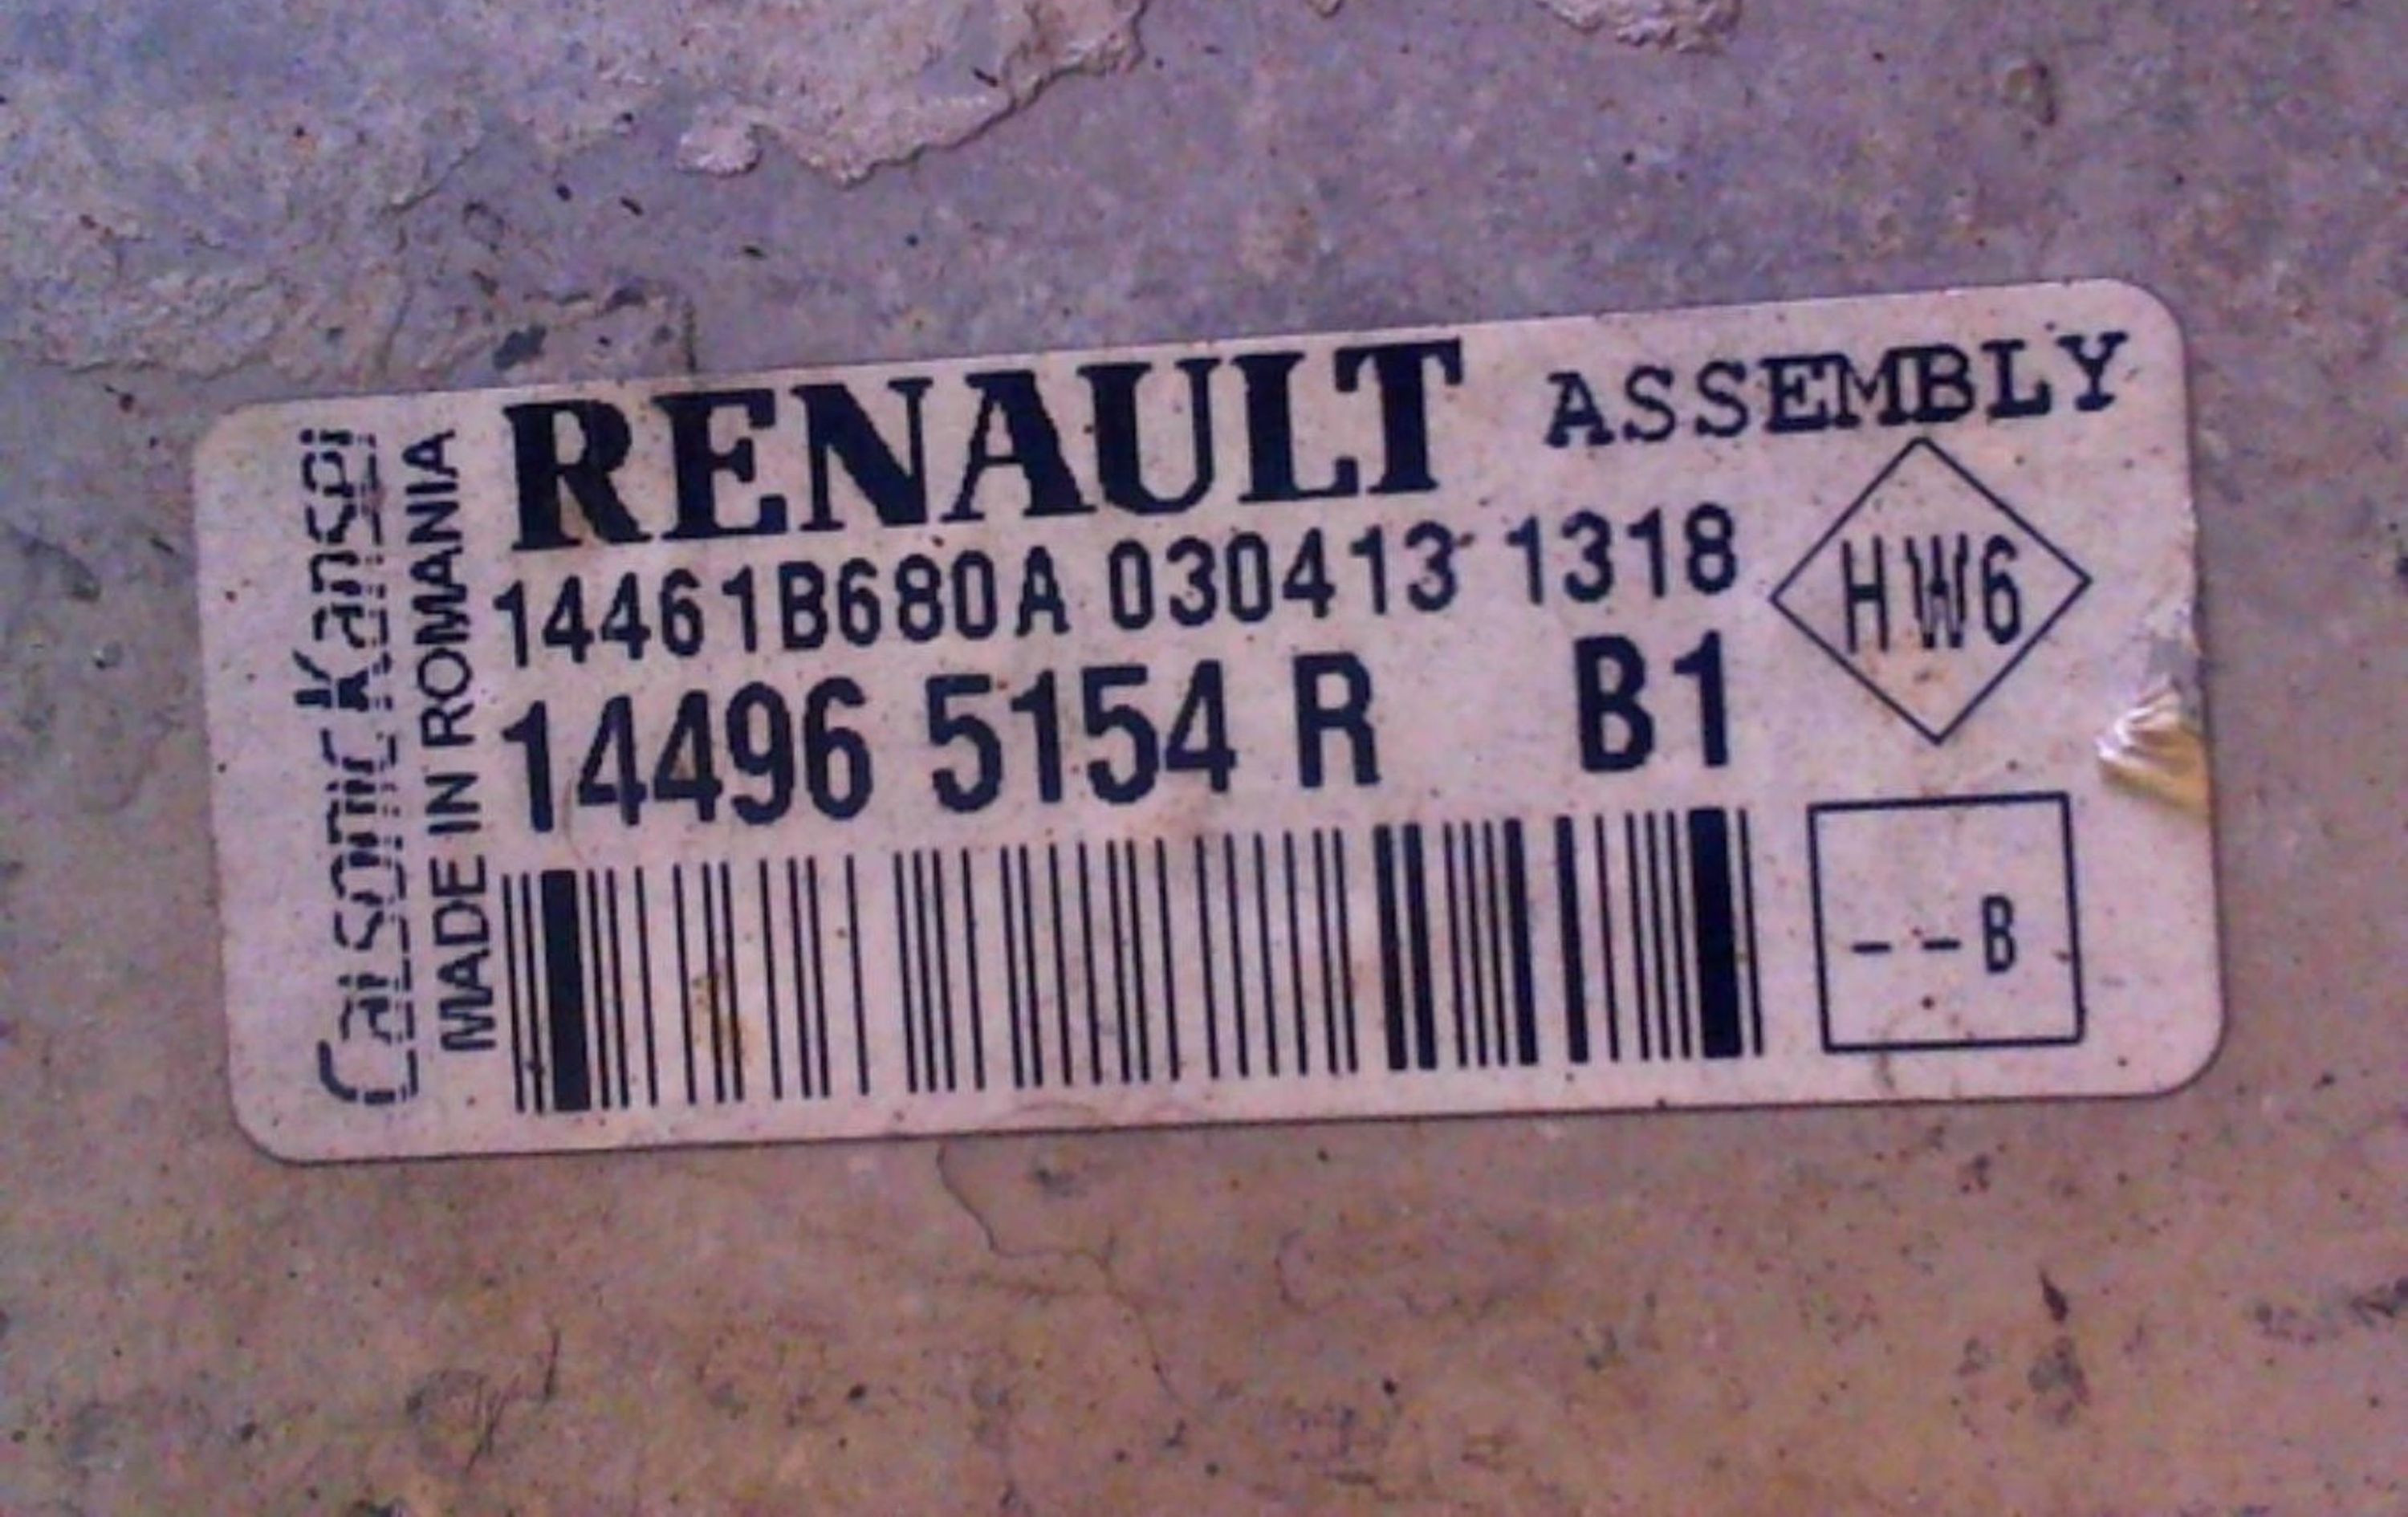 Calsonic Kansei
MADE IN ROMANIA
RENAULT ASSEMBLY
14461B680A 030413 1318
HW6
14496 5154 R B1
--B